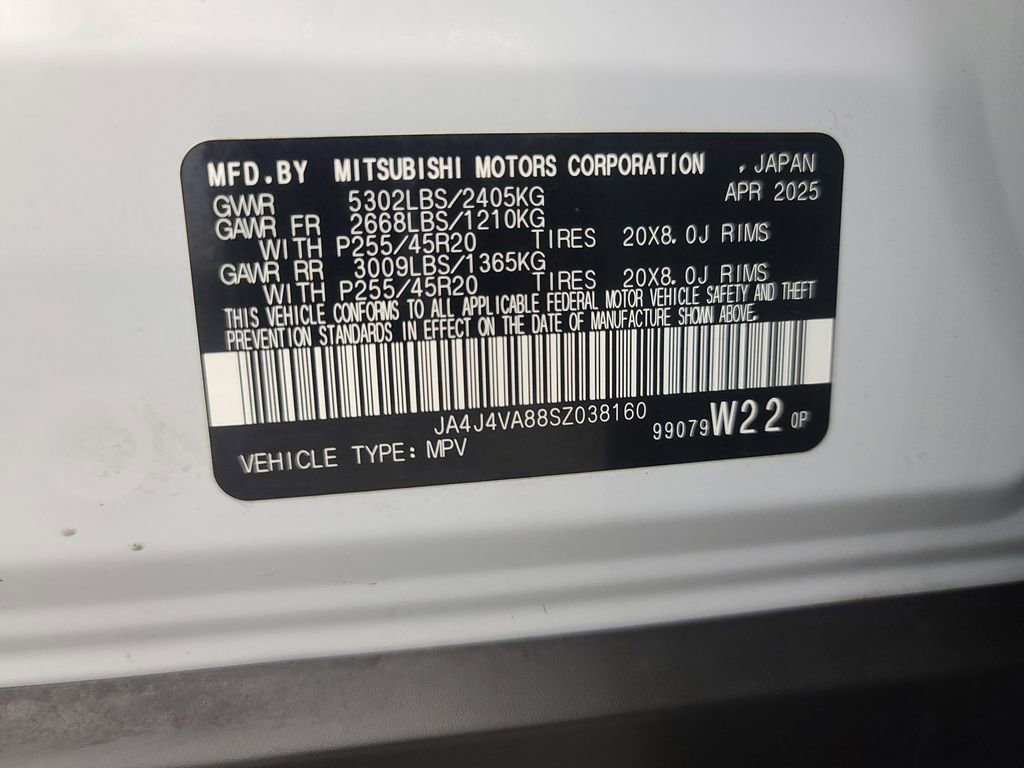 MFD.BY MITSUBISHI MOTORS CORPORATION , JAPAN
GVWR 5302LBS/2405KG APR 2025
GAWR FR 2668LBS/1210KG
WITH P255/45R20 TIRES 20X8.0J RIMS
GAWR RR 3009LBS/1365KG
WITH P255/45R20 TIRES 20X8.0J RIMS
THIS VEHICLE CONFORMS TO ALL APPLICABLE FEDERAL MOTOR VEHICLE SAFETY AND THEFT
PREVENTION STANDARDS IN EFFECT ON THE DATE OF MANUFACTURE SHOWN ABOVE.
JA4J4VA88SZ038160
99079W22 0P
VEHICLE TYPE: MPV